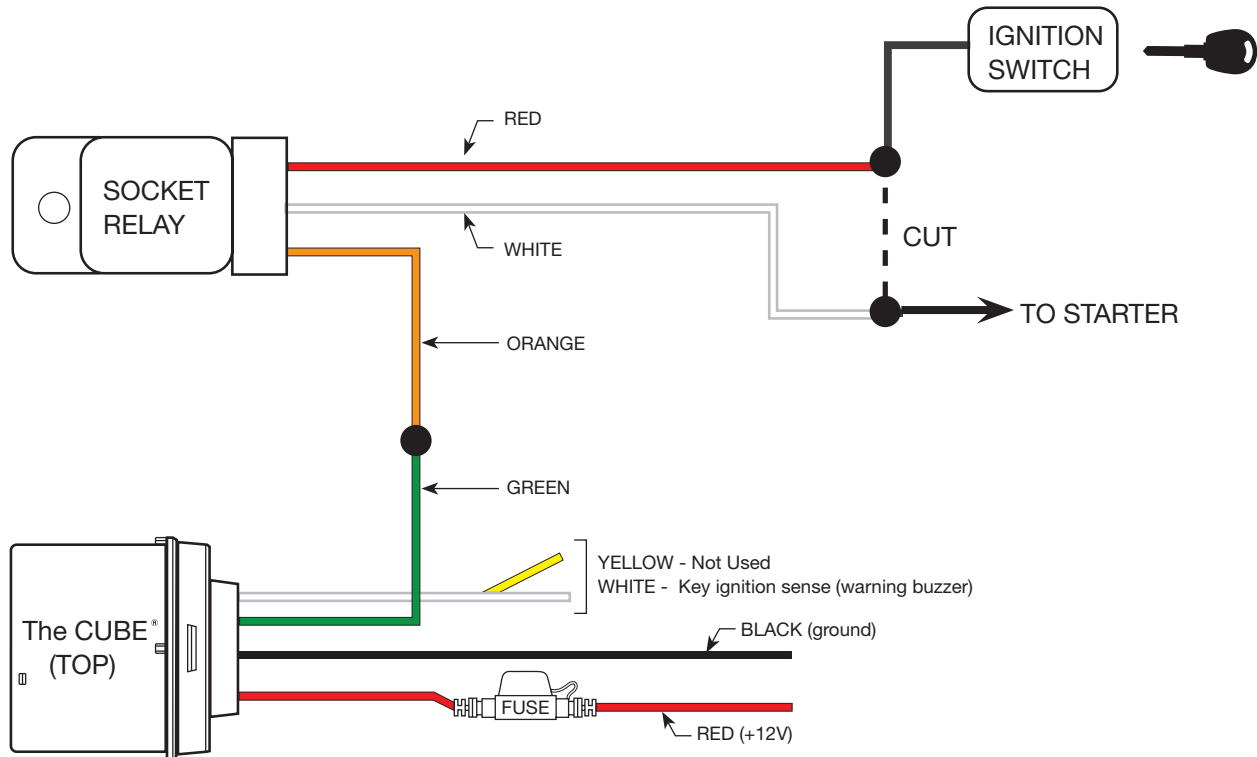 IGNITION
SWITCH
RED
SOCKET
RELAY
WHITE
CUT
TO STARTER
ORANGE
GREEN
YELLOW - Not Used
WHITE - Key ignition sense (warning buzzer)
The CUBE®
(TOP)
BLACK (ground)
FUSE
RED (+12V)